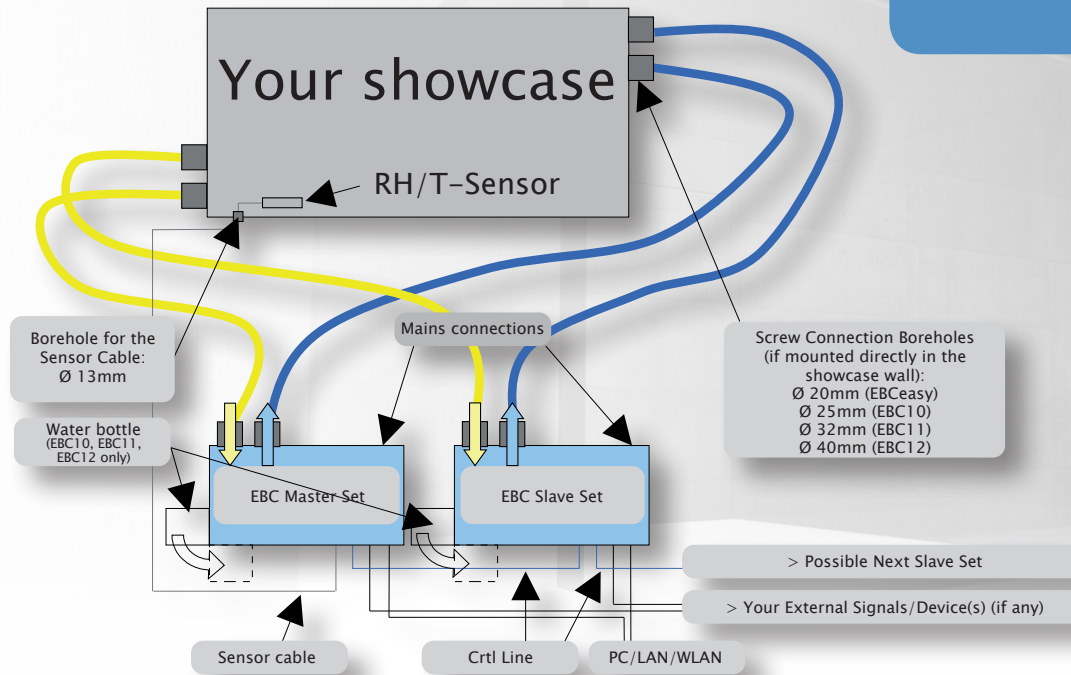 Your showcase
RH/T-Sensor
Borehole for the
Sensor Cable:
Ø 13mm
Mains connections
Screw Connection Boreholes
(if mounted directly in the
showcase wall):
Ø 20mm (EBCeasy)
Ø 25mm (EBC10)
Ø 32mm (EBC11)
Ø 40mm (EBC12)
Water bottle
(EBC10, EBC11,
EBC12 only)
EBC Master Set
EBC Slave Set
> Possible Next Slave Set
> Your External Signals/Device(s) (if any)
Sensor cable
Crtl Line
PC/LAN/WLAN